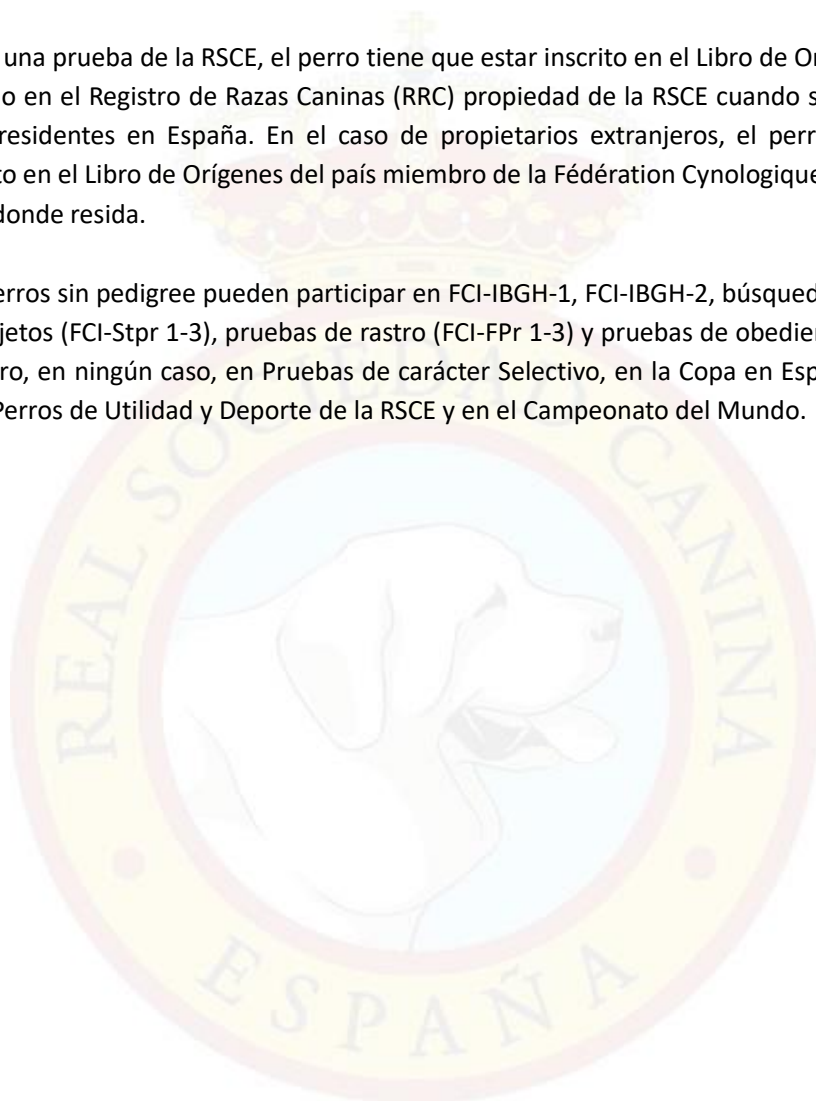 una prueba de la RSCE, el perro tiene que estar inscrito en el Libro de Or
o en el Registro de Razas Caninas (RRC) propiedad de la RSCE cuando s
residentes en España. En el caso de propietarios extranjeros, el perr
to en el Libro de Orígenes del país miembro de la Fédération Cynologique
donde resida.
erros sin pedigree pueden participar en FCI-IBGH-1, FCI-IBGH-2, búsqued
jetos (FCI-Stpr 1-3), pruebas de rastro (FCI-FPr 1-3) y pruebas de obedien
ro, en ningún caso, en Pruebas de carácter Selectivo, en la Copa en Esp
Perros de Utilidad y Deporte de la RSCE y en el Campeonato del Mundo.
REAL SOCIEDAD CANINA
ESPAÑA